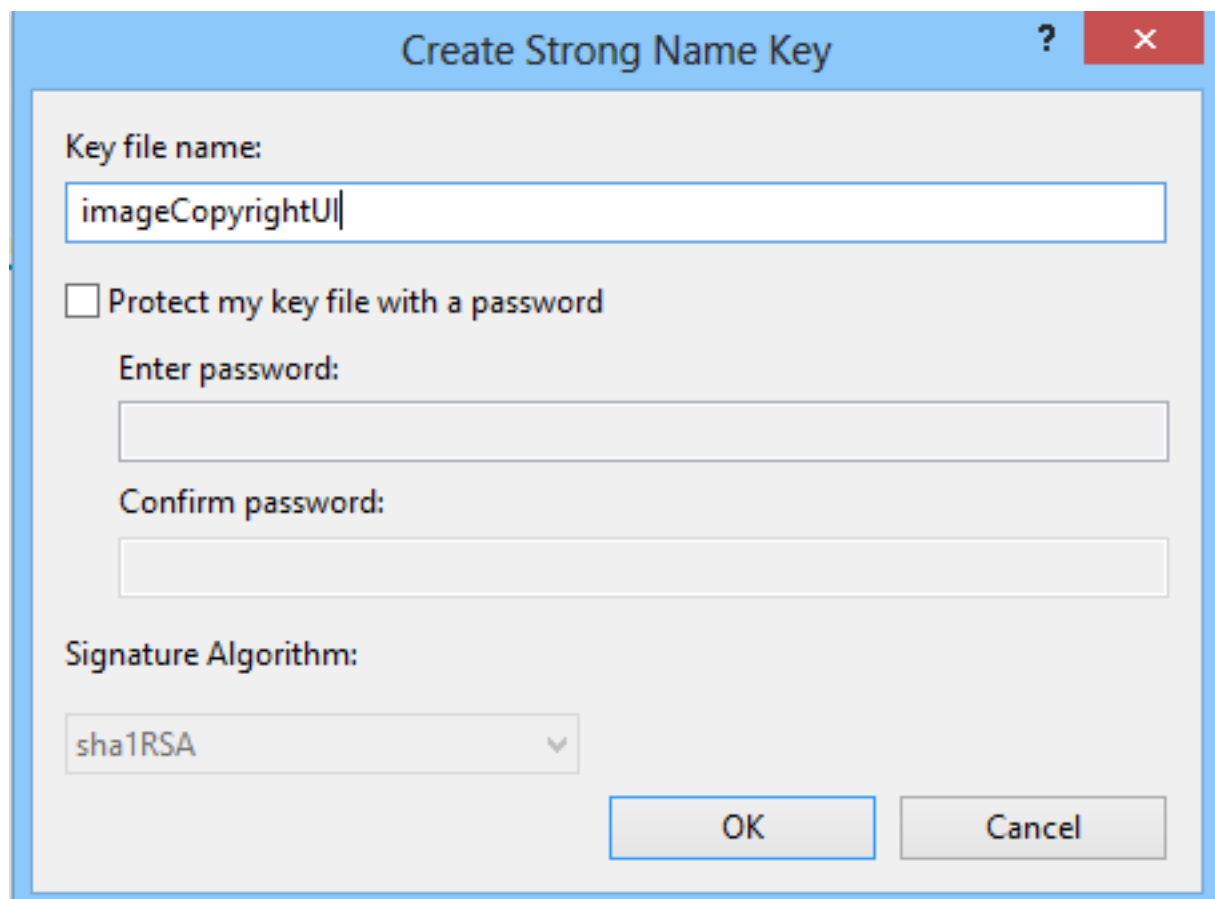 Create Strong Name Key
?
Key file name:
imageCopyrightUI
Protect my key file with a password
Enter password:
Confirm password:
Signature Algorithm:
sha1RSA
OK Cancel